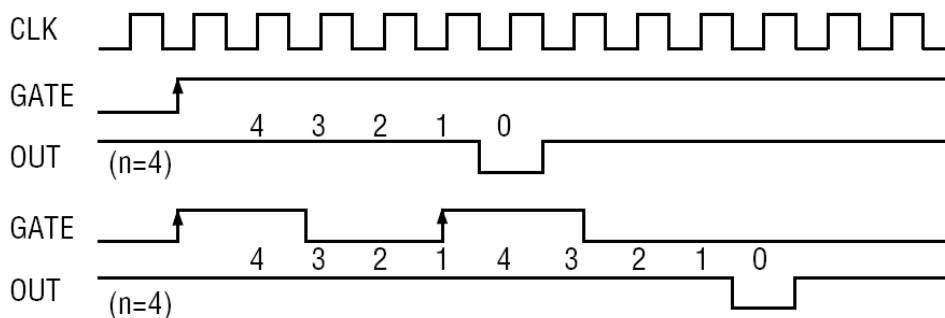 CLK
GATE
4 3 2 1 0
OUT (n=4)
GATE
4 3 2 1 4 3 2 1 0
OUT (n=4)